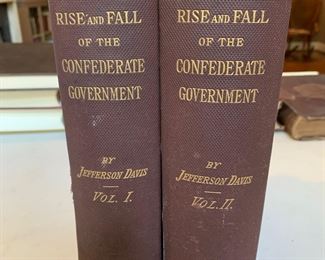 RISE AND FALL
OF THE
CONFEDERATE
GOVERNMENT
BY
JEFFERSON DAVIS
VOL. I.
RISE AND FALL
OF THE
CONFEDERATE
GOVERNMENT
BY
JEFFERSON DAVIS
VOL. II.